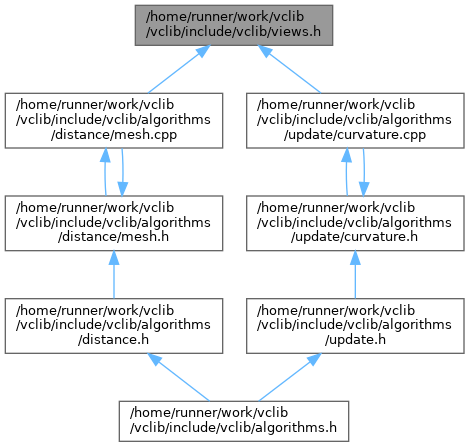 /home/runner/work/vclib
/vclib/include/vclib/views.h
/home/runner/work/vclib
/vclib/include/vclib/algorithms
/distance/mesh.cpp
/home/runner/work/vclib
/vclib/include/vclib/algorithms
/update/curvature.cpp
/home/runner/work/vclib
/vclib/include/vclib/algorithms
/distance/mesh.h
/home/runner/work/vclib
/vclib/include/vclib/algorithms
/update/curvature.h
/home/runner/work/vclib
/vclib/include/vclib/algorithms
/distance.h
/home/runner/work/vclib
/vclib/include/vclib/algorithms
/update.h
/home/runner/work/vclib
/vclib/include/vclib/algorithms.h